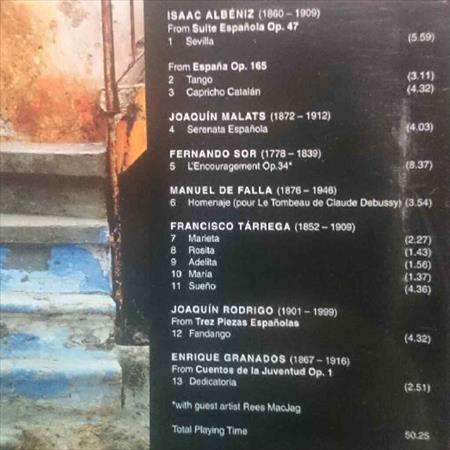 ISAAC ALBÉNIZ (1860 – 1909)
From Suite Española Op. 47
1 Sevilla (5.59)
From España Op. 165
2 Tango (3.11)
3 Capricho Catalán (4.32)
JOAQUÍN MALATS (1872 – 1912)
4 Serenata Española (4.03)
FERNANDO SOR (1778 – 1839)
5 L'Encouragement Op.34* (8.37)
MANUEL DE FALLA (1876 – 1946)
6 Homenaje (pour Le Tombeau de Claude Debussy) (3.54)
FRANCISCO TÁRREGA (1852 – 1909)
7 Marieta (2.27)
8 Rosita (1.43)
9 Adelita (1.56)
10 María (1.37)
11 Sueño (4.36)
JOAQUÍN RODRIGO (1901 – 1999)
From Trez Piezas Españolas
12 Fandango (4.32)
ENRIQUE GRANADOS (1867 – 1916)
From Cuentos de la Juventud Op. 1
13 Dedicatoria (2.51)
*with guest artist Rees MacJag
Total Playing Time 50.25